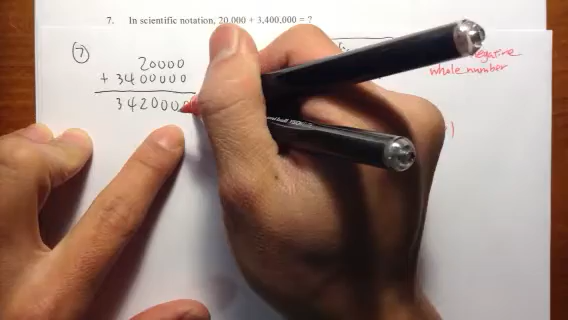 7. In scientific notation, 20,000 + 3,400,000 = ?
7
20000
+ 3400000
342000
whole number